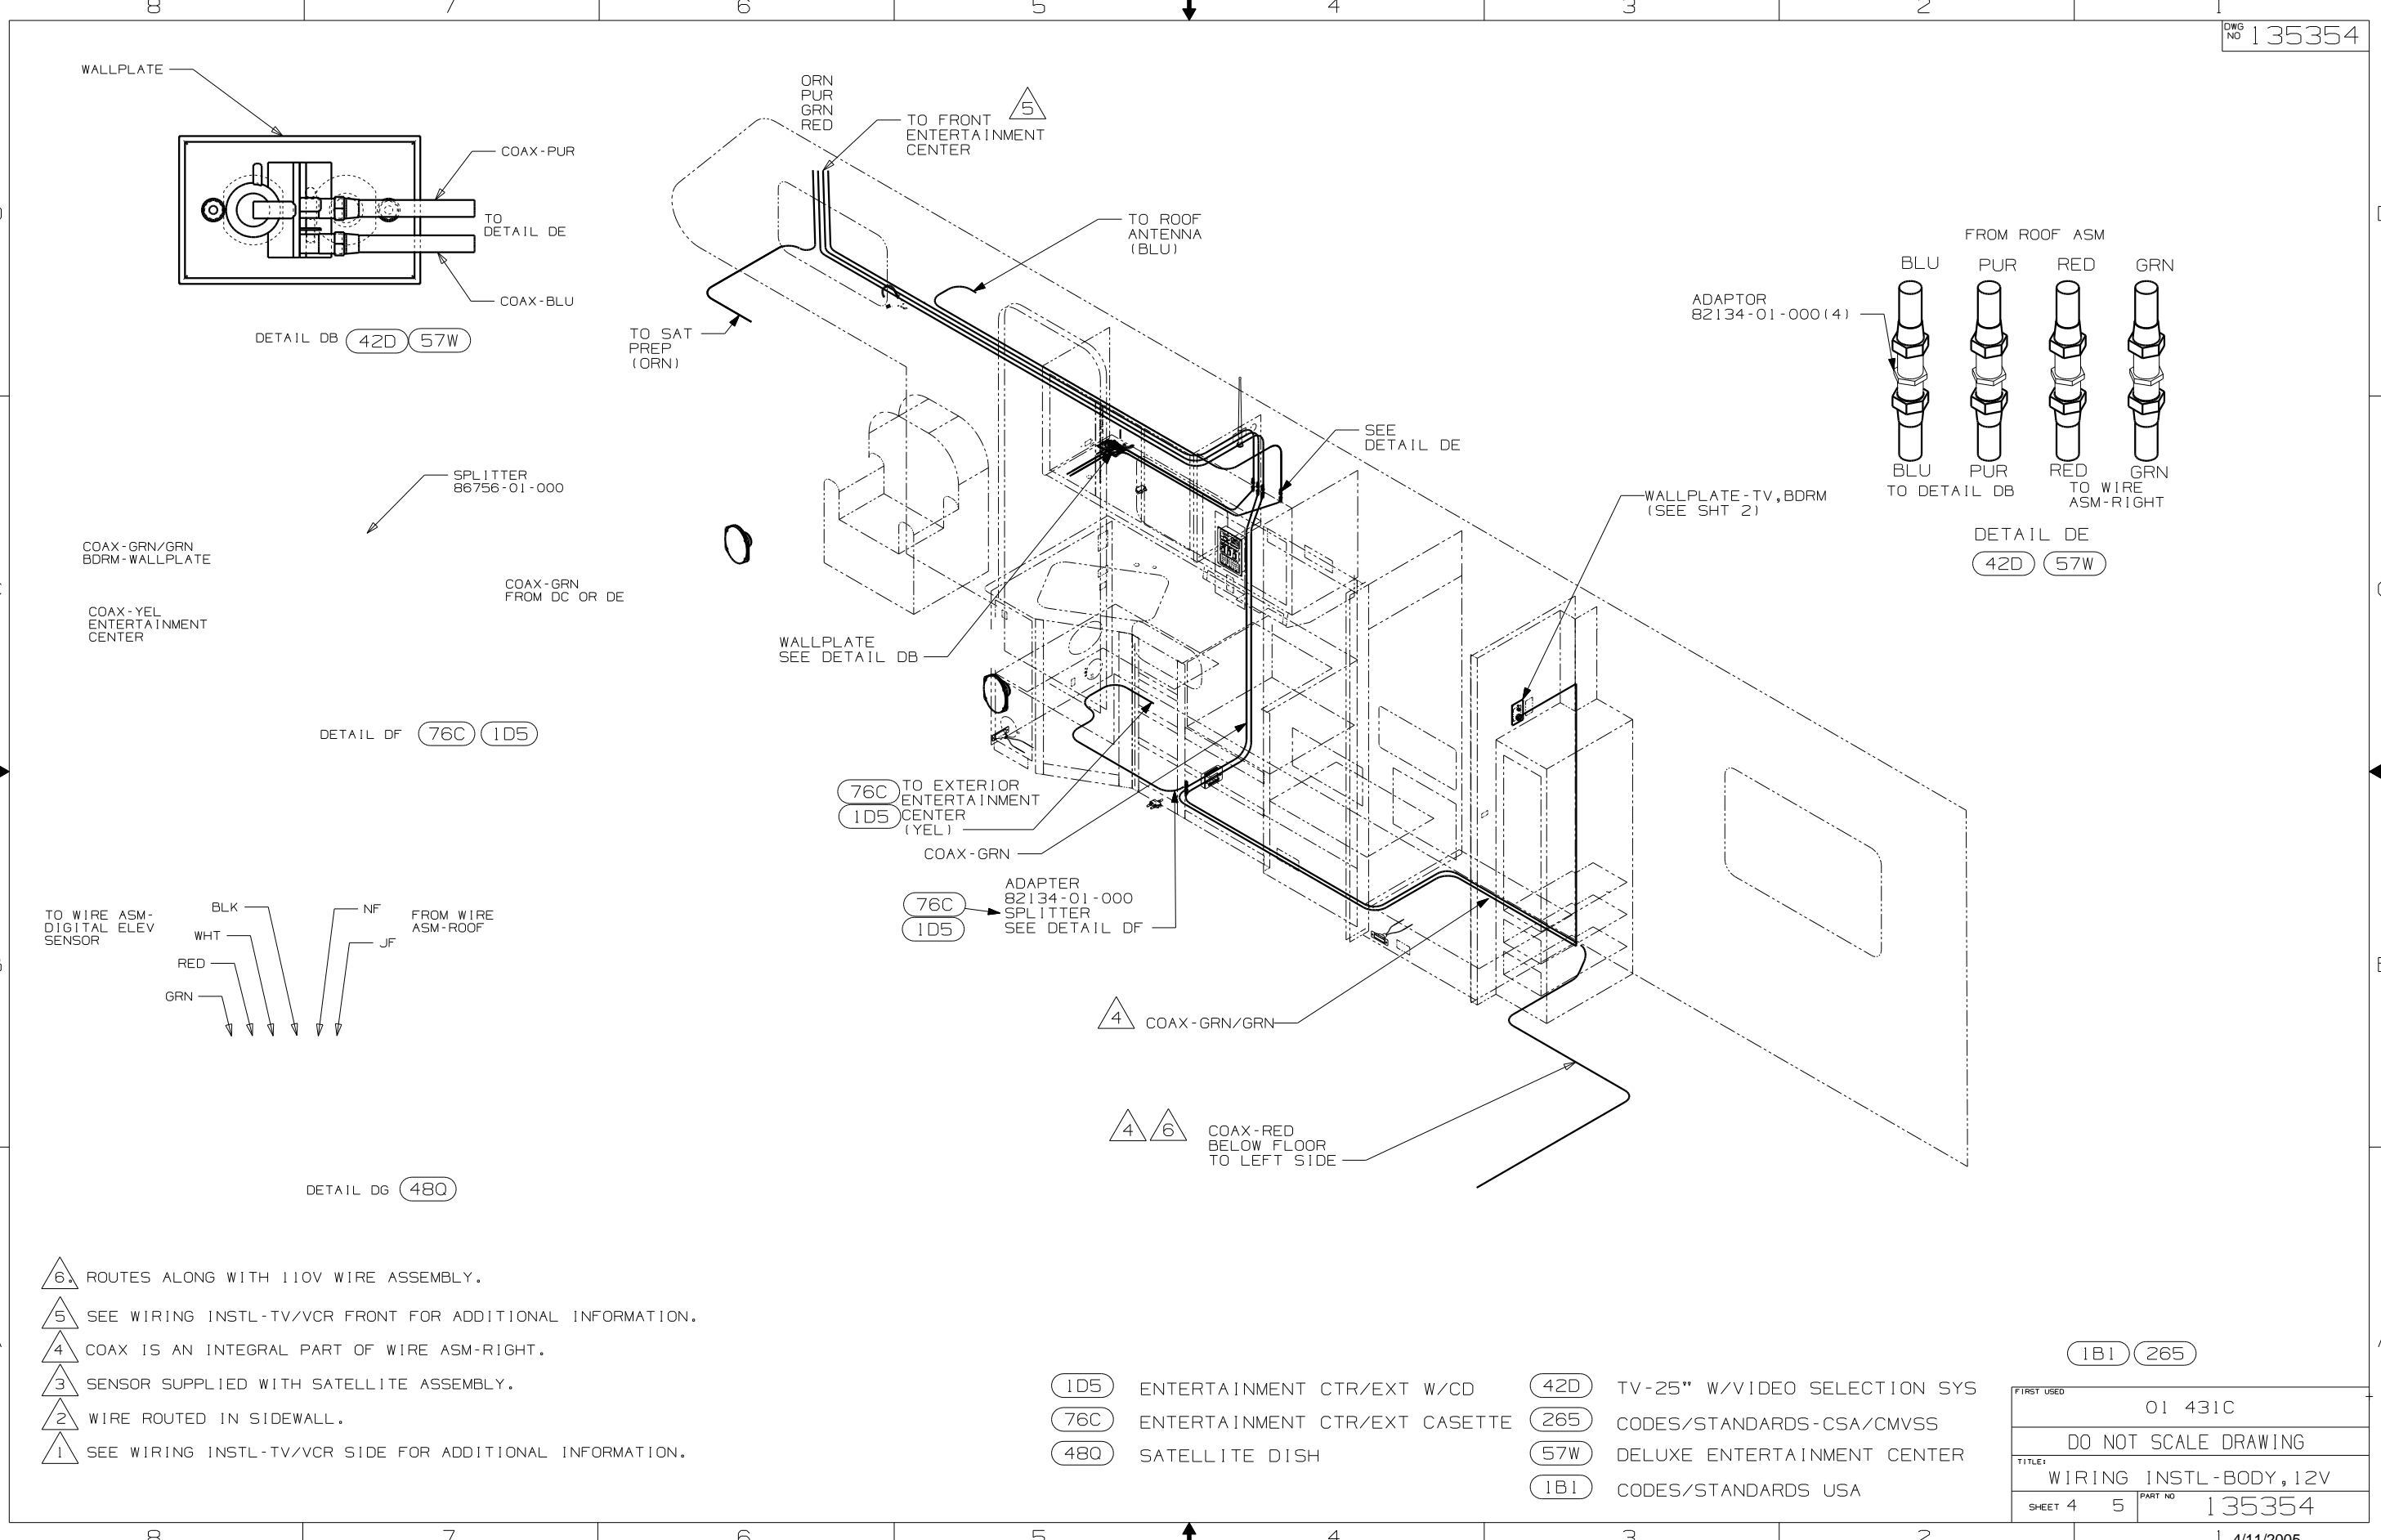 8 7 6 5 4 3 2 1
DWG NO 135354
WALLPLATE
COAX-PUR
TO
DETAIL DE
COAX-BLU
DETAIL DB 42D 57W
ORN
PUR
GRN
RED
TO FRONT
ENTERTAINMENT
CENTER
5
TO ROOF
ANTENNA
(BLU)
TO SAT
PREP
(ORN)
SEE
DETAIL DE
FROM ROOF ASM
BLU PUR RED GRN
ADAPTOR
82134-01-000(4)
BLU PUR RED GRN
TO DETAIL DB
TO WIRE
ASM-RIGHT
DETAIL DE
42D 57W
SPLITTER
86756-01-000
COAX-GRN/GRN
BDRM-WALLPLATE
COAX-GRN
FROM DC OR DE
COAX-YEL
ENTERTAINMENT
CENTER
DETAIL DF 76C 1D5
WALLPLATE-TV,BDRM
(SEE SHT 2)
WALLPLATE
SEE DETAIL DB
76C
1D5
TO EXTERIOR
ENTERTAINMENT
CENTER
(YEL)
COAX-GRN
76C
1D5
ADAPTER
82134-01-000
SPLITTER
SEE DETAIL DF
4 COAX-GRN/GRN
4 6 COAX-RED
BELOW FLOOR
TO LEFT SIDE
TO WIRE ASM-
DIGITAL ELEV
SENSOR
BLK
WHT
RED
GRN
NF
JF
FROM WIRE
ASM-ROOF
DETAIL DG 48Q
6. ROUTES ALONG WITH 110V WIRE ASSEMBLY.
5 SEE WIRING INSTL-TV/VCR FRONT FOR ADDITIONAL INFORMATION.
4 COAX IS AN INTEGRAL PART OF WIRE ASM-RIGHT.
3 SENSOR SUPPLIED WITH SATELLITE ASSEMBLY.
2 WIRE ROUTED IN SIDEWALL.
1 SEE WIRING INSTL-TV/VCR SIDE FOR ADDITIONAL INFORMATION.
1D5 ENTERTAINMENT CTR/EXT W/CD
76C ENTERTAINMENT CTR/EXT CASETTE
48Q SATELLITE DISH
42D TV-25" W/VIDEO SELECTION SYS
265 CODES/STANDARDS-CSA/CMVSS
57W DELUXE ENTERTAINMENT CENTER
1B1 CODES/STANDARDS USA
1B1 265
FIRST USED
01 431C
DO NOT SCALE DRAWING
TITLE:
WIRING INSTL-BODY,12V
SHEET 4 5 PART NO 135354
8 7 6 5 4 3 2 1
4/11/2005